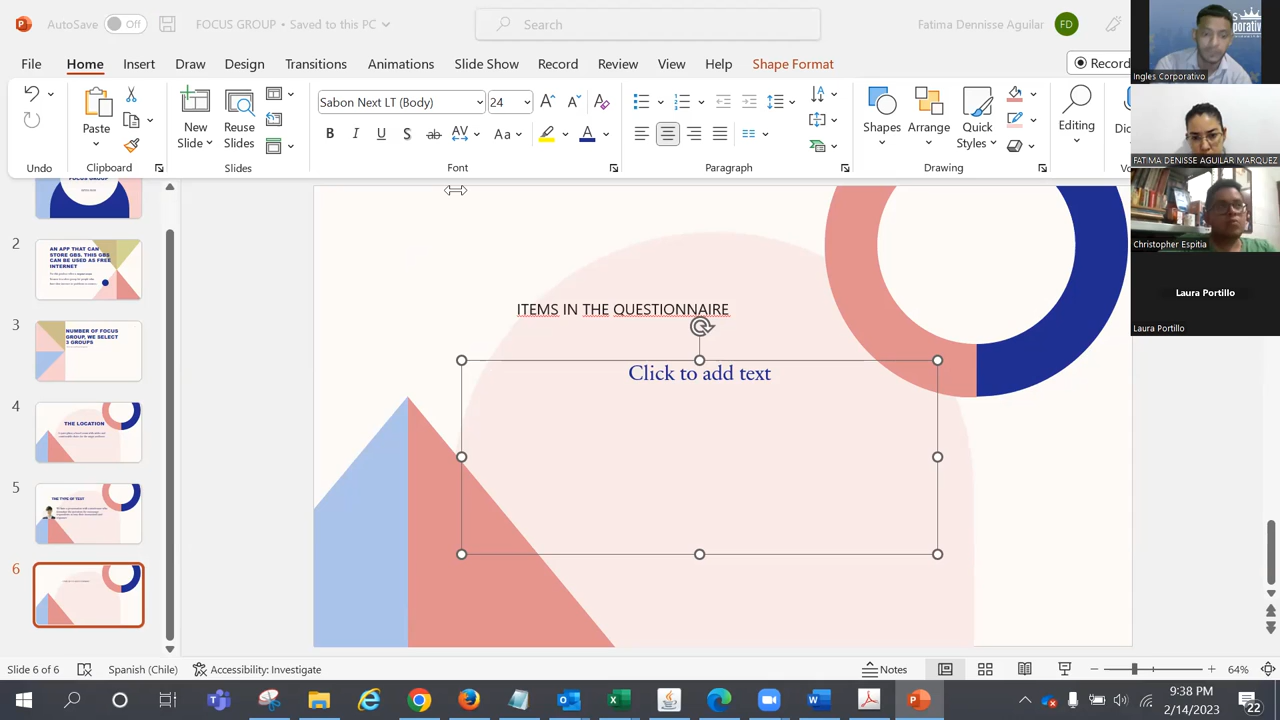 AutoSave Off FOCUS GROUP • Saved to this PC Search Fatima Dennisse Aguilar FD
File Home Insert Draw Design Transitions Animations Slide Show Record Review View Help Shape Format Record
Paste New Slide Reuse Slides Sabon Next LT (Body) 24 Shapes Arrange Quick Styles Editing
Undo Clipboard Slides Font Paragraph Drawing
Ingles Corporativo
FATIMA DENISSE AGUILAR MARQUEZ
Christopher Espitia
Laura Portillo
Laura Portillo
FOCUS GROUP
2
AN APP THAT CAN
STORE GBS. THIS GBS
CAN BE USED AS FREE
INTERNET
3
NUMBER OF FOCUS
GROUP, WE SELECT
3 GROUPS
4
THE LOCATION
5
THE TYPE OF TEST
6
ITEMS IN THE QUESTIONNAIRE
Click to add text
Slide 6 of 6 Spanish (Chile) Accessibility: Investigate Notes 64%
9:38 PM
2/14/2023
22